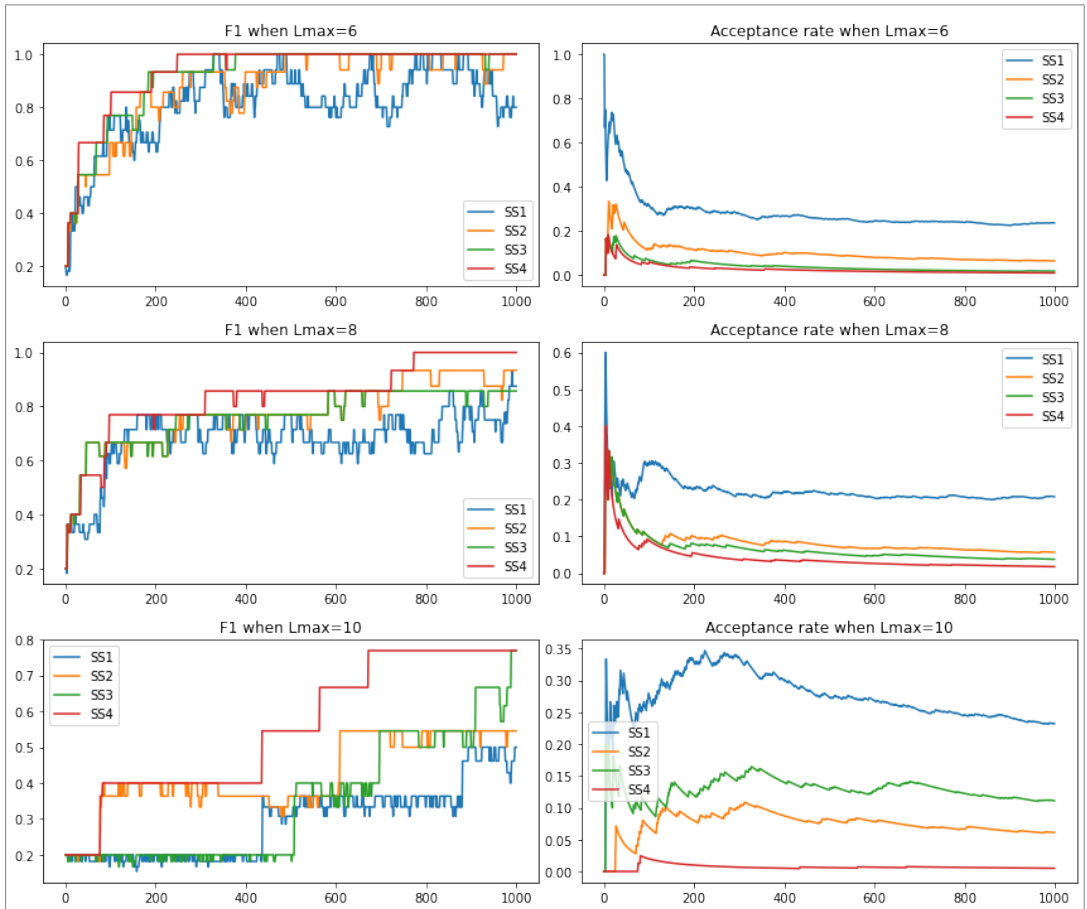 F1 when Lmax=6
1.0
0.8
0.6
0.4
0.2
0 200 400 600 800 1000
SS1
SS2
SS3
SS4
Acceptance rate when Lmax=6
1.0
0.8
0.6
0.4
0.2
0.0
0 200 400 600 800 1000
SS1
SS2
SS3
SS4
F1 when Lmax=8
1.0
0.8
0.6
0.4
0.2
0 200 400 600 800 1000
SS1
SS2
SS3
SS4
Acceptance rate when Lmax=8
0.6
0.5
0.4
0.3
0.2
0.1
0.0
0 200 400 600 800 1000
SS1
SS2
SS3
SS4
F1 when Lmax=10
0.8
0.7
0.6
0.5
0.4
0.3
0.2
0 200 400 600 800 1000
SS1
SS2
SS3
SS4
Acceptance rate when Lmax=10
0.35
0.30
0.25
0.20
0.15
0.10
0.05
0.00
0 200 400 600 800 1000
SS1
SS2
SS3
SS4